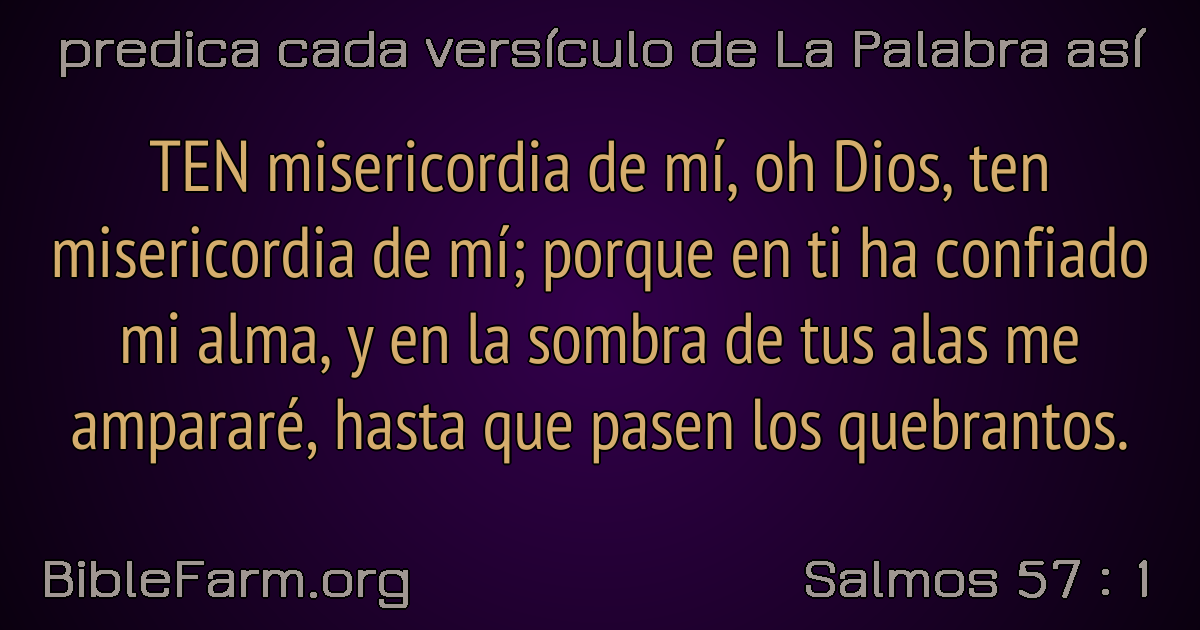 predica cada versículo de La Palabra así
TEN misericordia de mí, oh Dios, ten
misericordia de mí; porque en ti ha confiado
mi alma, y en la sombra de tus alas me
ampararé, hasta que pasen los quebrantos.
BibleFarm.org
Salmos 57 : 1